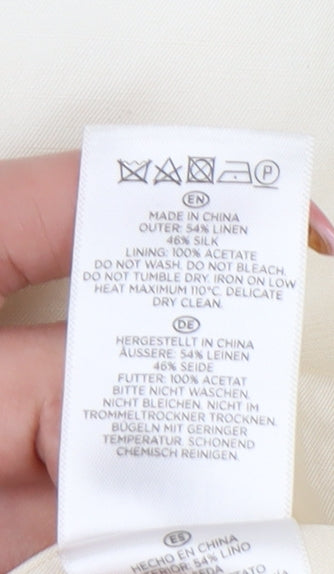 P
EN
MADE IN CHINA
OUTER: 54% LINEN
46% SILK
LINING: 100% ACETATE
DO NOT WASH. DO NOT BLEACH.
DO NOT TUMBLE DRY. IRON ON LOW
HEAT MAXIMUM 110°C. DELICATE
DRY CLEAN.
DE
HERGESTELLT IN CHINA
ÄUSSERE: 54% LEINEN
46% SEIDE
FUTTER: 100% ACETAT
BITTE NICHT WASCHEN.
NICHT BLEICHEN. NICHT IM
TROMMELTROCKNER TROCKNEN.
BÜGELN MIT GERINGER
TEMPERATUR. SCHONEND
CHEMISCH REINIGEN.
ES
HECHO EN CHINA
54% LINO
SEDA